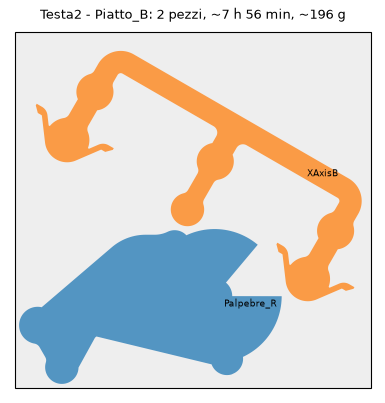 Testa2 - Piatto_B: 2 pezzi, ~7 h 56 min, ~196 g
XAxisB
Palpebre_R